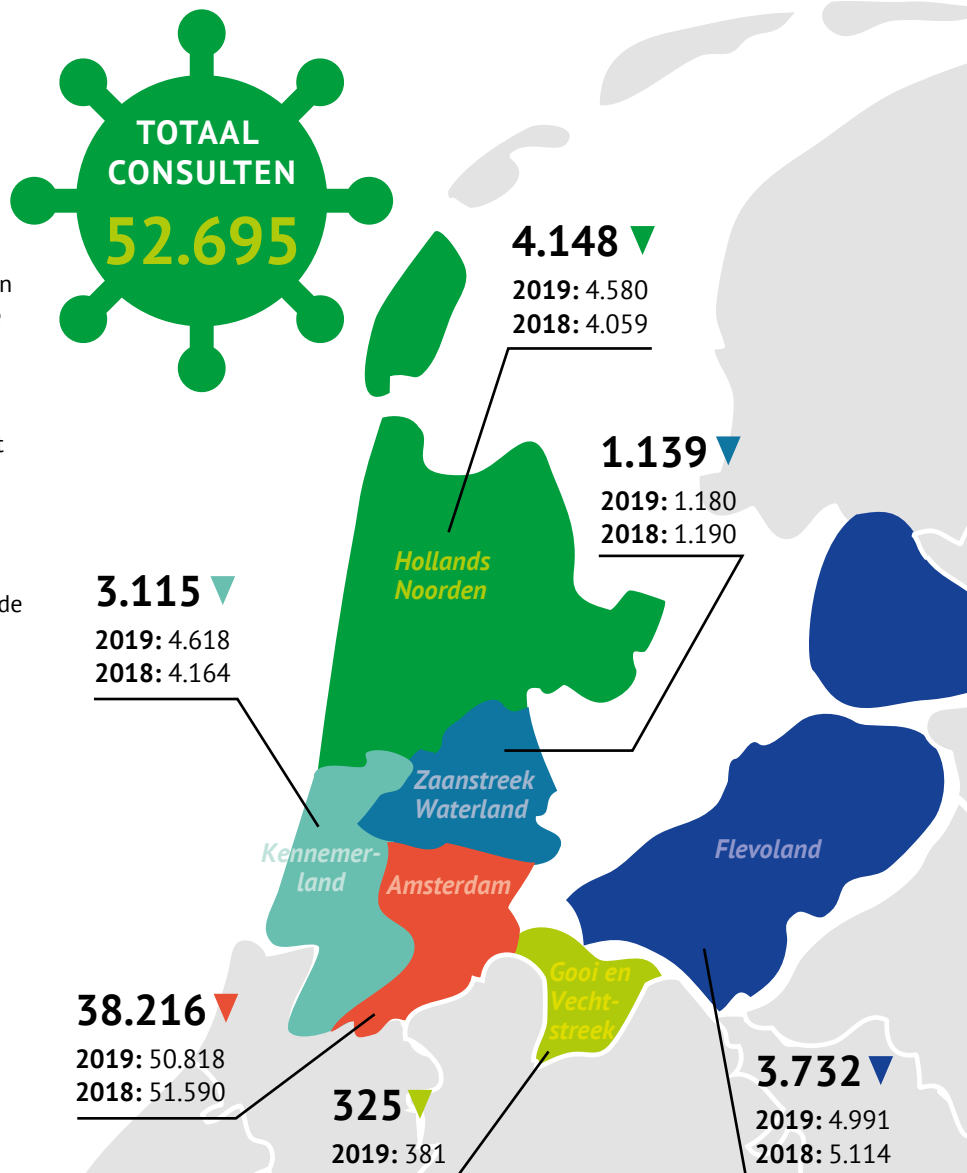 TOTAAL
CONSULTEN
52.695
n
t
de
4.148
2019: 4.580
2018: 4.059
1.139
2019: 1.180
2018: 1.190
Hollands
Noorden
3.115
2019: 4.618
2018: 4.164
Zaanstreek
Waterland
Kennemer-
land
Amsterdam
Flevoland
Gooi en
Vecht-
streek
38.216
2019: 50.818
2018: 51.590
325
2019: 381
3.732
2019: 4.991
2018: 5.114